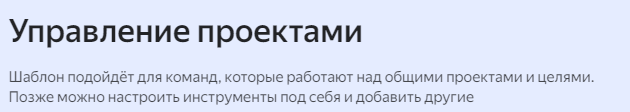 Управление проектами
Шаблон подойдёт для команд, которые работают над общими проектами и целями.
Позже можно настроить инструменты под себя и добавить другие